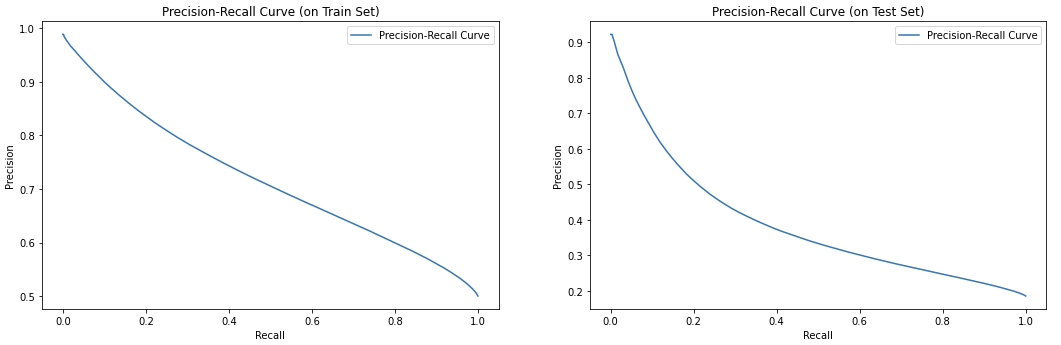 Precision-Recall Curve (on Train Set)
Precision-Recall Curve
1.0
0.9
0.8
0.7
0.6
0.5
Precision
0.0 0.2 0.4 0.6 0.8 1.0
Recall
Precision-Recall Curve (on Test Set)
Precision-Recall Curve
0.9
0.8
0.7
0.6
0.5
0.4
0.3
0.2
Precision
0.0 0.2 0.4 0.6 0.8 1.0
Recall